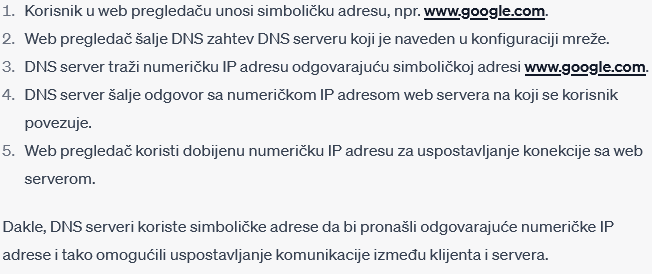 1. Korisnik u web pregledaču unosi simboličku adresu, npr. www.google.com.
2. Web pregledač šalje DNS zahtev DNS serveru koji je naveden u konfiguraciji mreže.
3. DNS server traži numeričku IP adresu odgovarajuću simboličkoj adresi www.google.com.
4. DNS server šalje odgovor sa numeričkom IP adresom web servera na koji se korisnik
povezuje.
5. Web pregledač koristi dobijenu numeričku IP adresu za uspostavljanje konekcije sa web
serverom.
Dakle, DNS serveri koriste simboličke adrese da bi pronašli odgovarajuće numeričke IP
adrese i tako omogućili uspostavljanje komunikacije između klijenta i servera.